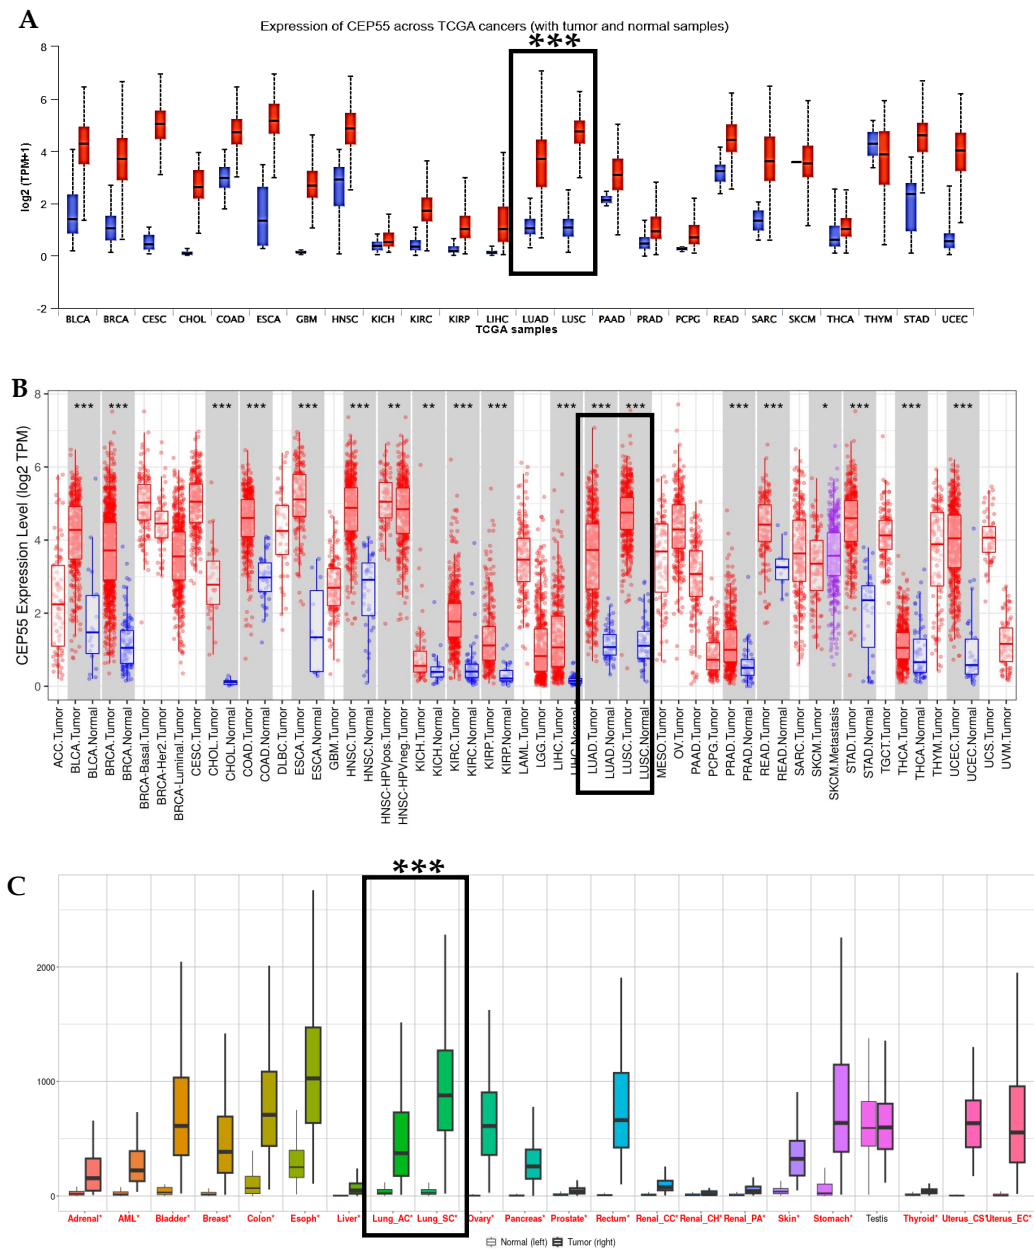 A
Expression of CEP55 across TCGA cancers (with tumor and normal samples)
***
log2 (TPM+1)
8
6
4
2
0
-2
BLCA BRCA CESC CHOL COAD ESCA GBM HNSC KICH KIRC KIRP LIHC LUAD LUSC PAAD PRAD PCPG READ SARC SKCM THCA THYM STAD UCEC
TCGA samples
B
CEP55 Expression Level (log2 TPM)
8
6
4
2
0
*** *** *** *** *** *** ** ** *** *** *** *** *** *** *** * *** *** ***
ACC.Tumor
BLCA.Tumor
BLCA.Normal
BRCA.Tumor
BRCA.Normal
BRCA-Basal.Tumor
BRCA-Her2.Tumor
BRCA-Luminal.Tumor
CESC.Tumor
CHOL.Tumor
CHOL.Normal
COAD.Tumor
COAD.Normal
DLBC.Tumor
ESCA.Tumor
ESCA.Normal
GBM.Tumor
HNSC.Tumor
HNSC.Normal
HNSC-HPVpos.Tumor
HNSC-HPVneg.Tumor
KICH.Tumor
KICH.Normal
KIRC.Tumor
KIRC.Normal
KIRP.Tumor
KIRP.Normal
LAML.Tumor
LGG.Tumor
LIHC.Tumor
LIHC.Normal
LUAD.Tumor
LUAD.Normal
LUSC.Tumor
LUSC.Normal
MESO.Tumor
OV.Tumor
PAAD.Tumor
PCPG.Tumor
PRAD.Tumor
PRAD.Normal
READ.Tumor
READ.Normal
SARC.Tumor
SKCM.Tumor
SKCM.Metastasis
STAD.Tumor
STAD.Normal
TGCT.Tumor
THCA.Tumor
THCA.Normal
THYM.Tumor
UCEC.Tumor
UCEC.Normal
UCS.Tumor
UVM.Tumor
C
***
2000
1000
0
Adrenal* AML* Bladder* Breast* Colon* Esoph* Liver* Lung_AC* Lung_SC* Ovary* Pancreas* Prostate* Rectum* Renal_CC* Renal_CH* Renal_PA* Skin* Stomach* Testis Thyroid* Uterus_CS* Uterus_EC*
Normal (left) Tumor (right)